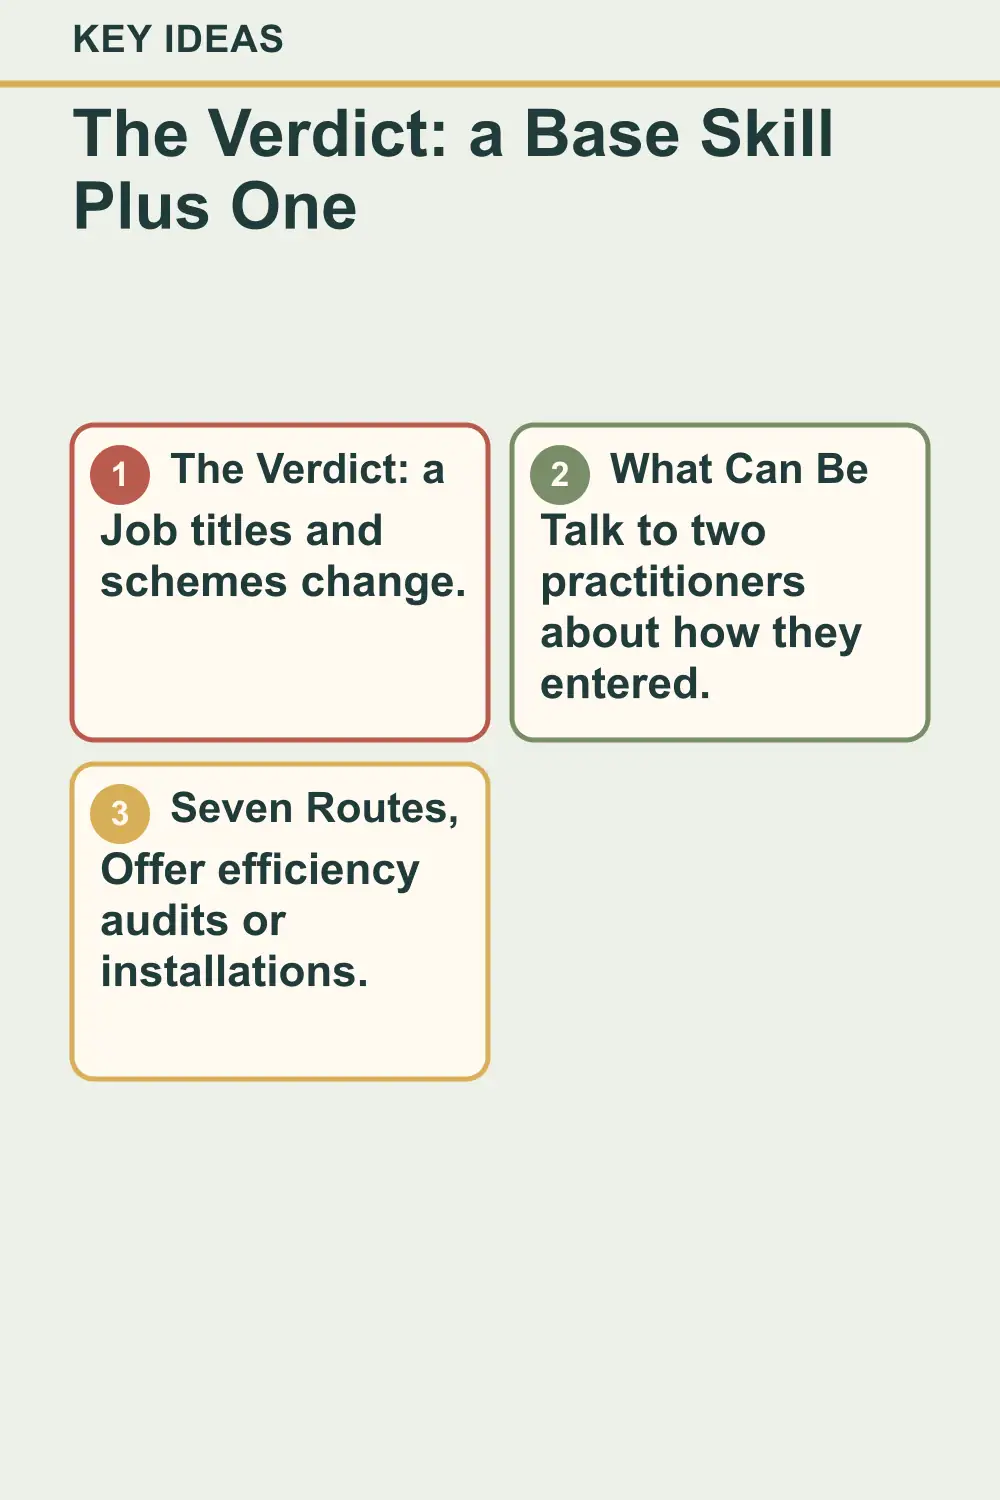 KEY IDEAS
The Verdict: a Base Skill
Plus One
1 The Verdict: a
Job titles and
schemes change.
2 What Can Be
Talk to two
practitioners
about how they
entered.
3 Seven Routes,
Offer efficiency
audits or
installations.